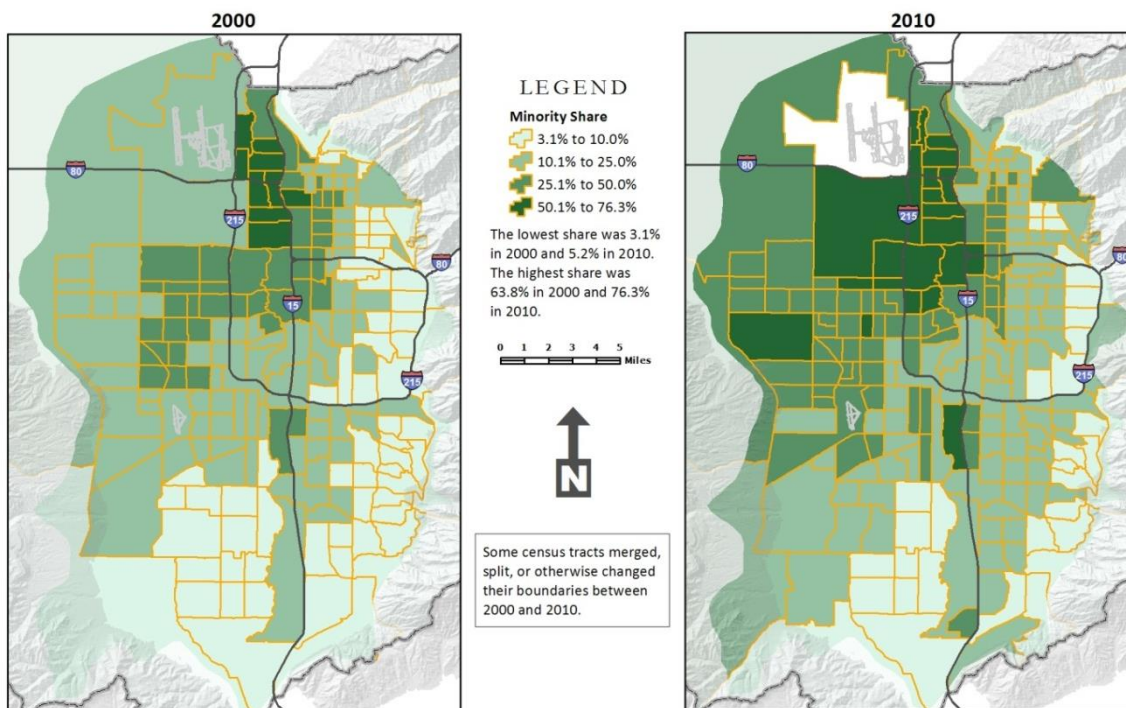 2000
2010
80
215
80
15
215
LEGEND
Minority Share
3.1% to 10.0%
10.1% to 25.0%
25.1% to 50.0%
50.1% to 76.3%
The lowest share was 3.1%
in 2000 and 5.2% in 2010.
The highest share was
63.8% in 2000 and 76.3%
in 2010.
0 1 2 3 4 5
Miles
N
Some census tracts merged,
split, or otherwise changed
their boundaries between
2000 and 2010.
80
215
80
15
215